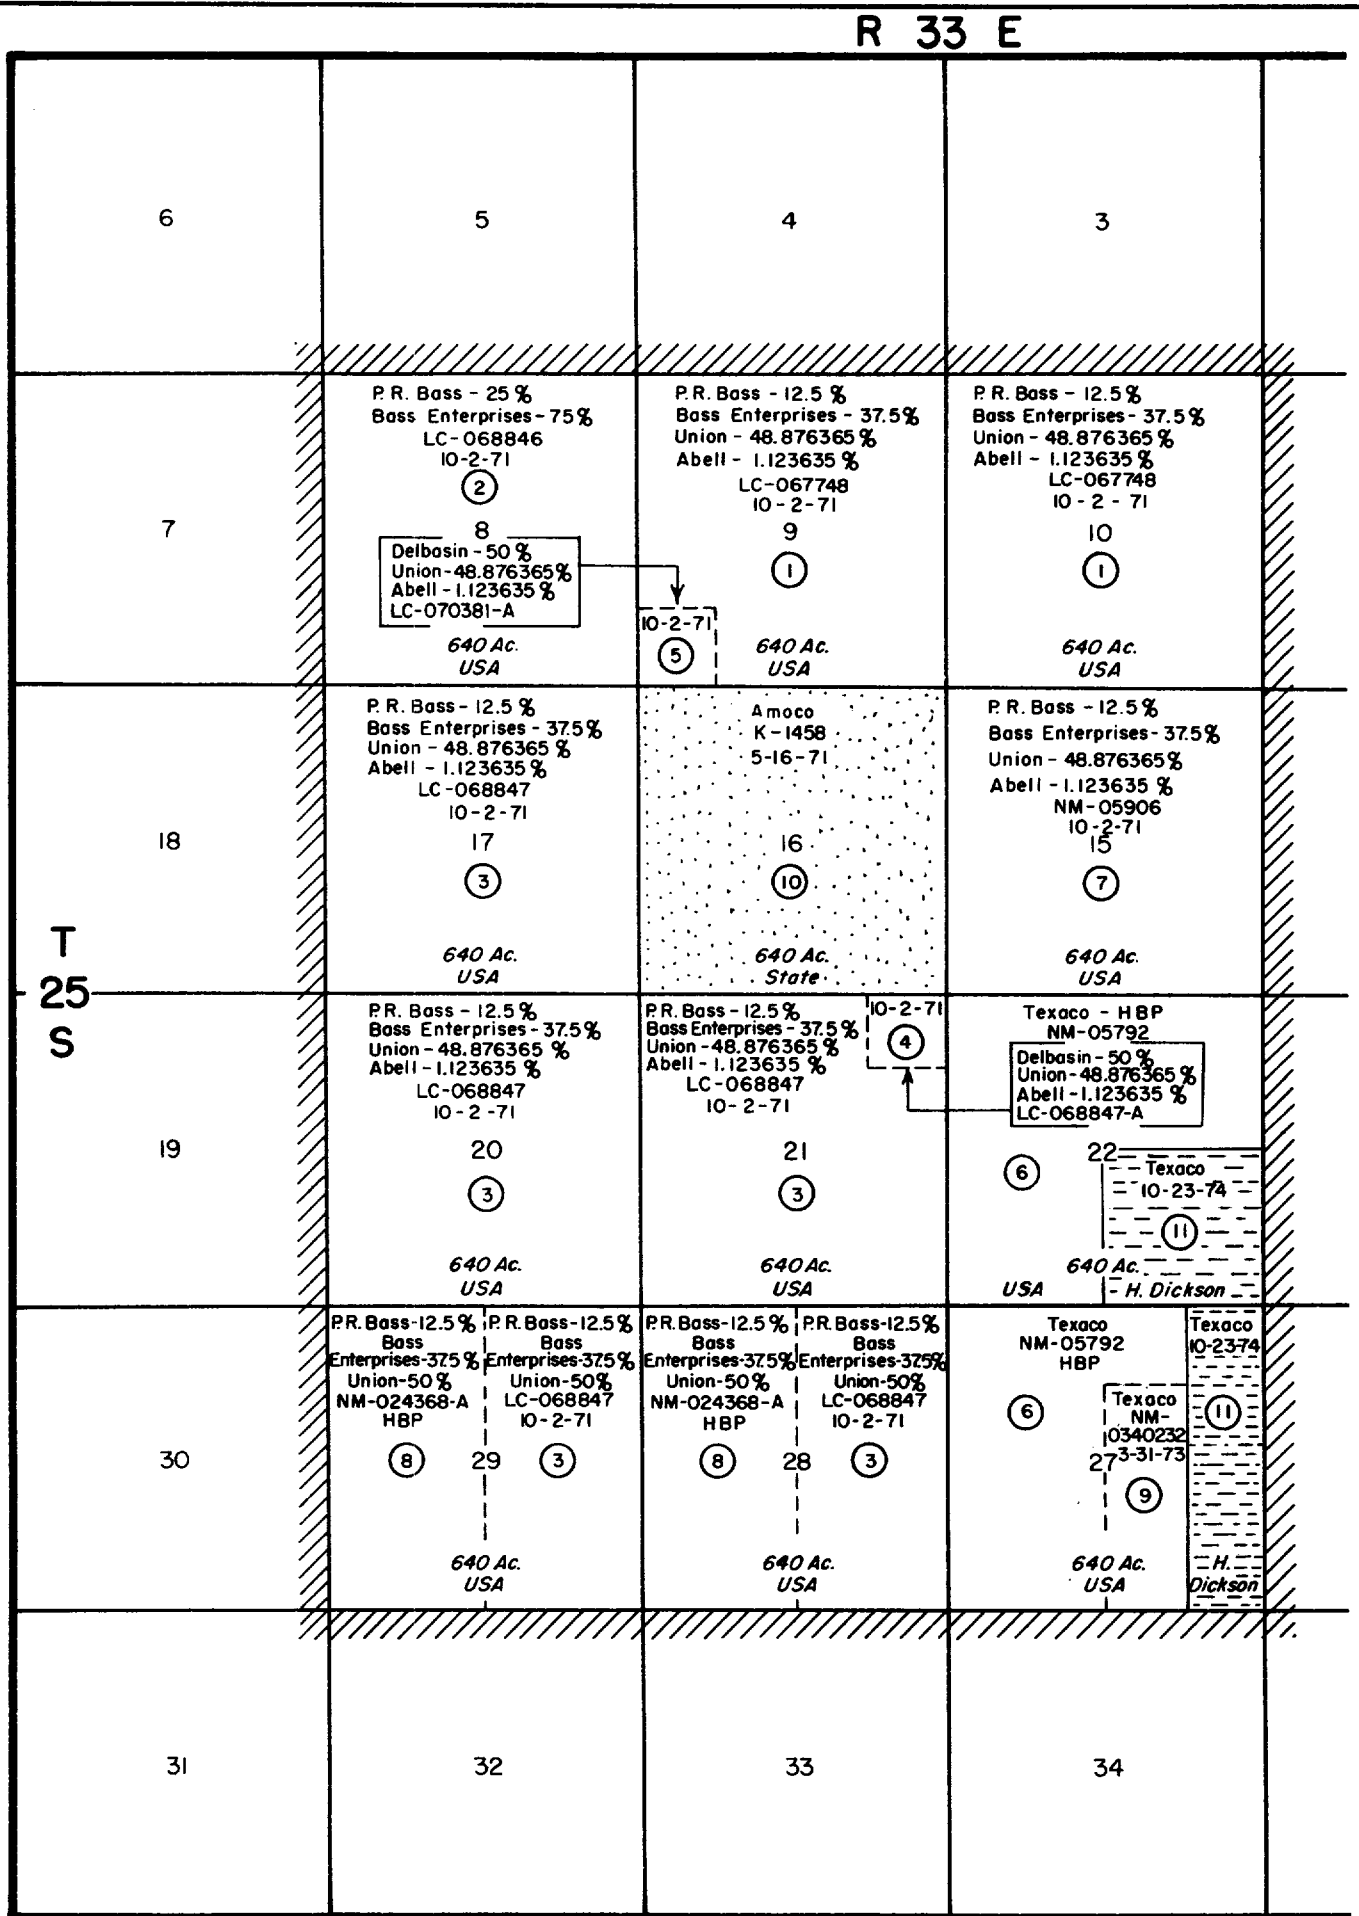 R 33 E
6
5
4
3
7
P. R. Bass - 25 %
Bass Enterprises - 75 %
LC-068846
10-2-71
2
8
Delbasin - 50 %
Union - 48.876365 %
Abell - 1.123635 %
LC-070381-A
640 Ac.
USA
P. R. Bass - 12.5 %
Bass Enterprises - 37.5 %
Union - 48.876365 %
Abell - 1.123635 %
LC-067748
10-2-71
9
1
10-2-71
5
640 Ac.
USA
P. R. Bass - 12.5 %
Bass Enterprises - 37.5 %
Union - 48.876365 %
Abell - 1.123635 %
LC-067748
10 - 2 - 71
10
1
640 Ac.
USA
18
P. R. Bass - 12.5 %
Bass Enterprises - 37.5 %
Union - 48.876365 %
Abell - 1.123635 %
LC-068847
10-2-71
17
3
640 Ac.
USA
Amoco
K-1458
5-16-71
16
10
640 Ac.
State
P. R. Bass - 12.5 %
Bass Enterprises - 37.5 %
Union - 48.876365 %
Abell - 1.123635 %
NM-05906
10-2-71
15
7
640 Ac.
USA
T
25
S
19
P.R. Bass - 12.5 %
Bass Enterprises - 37.5 %
Union - 48.876365 %
Abell - 1.123635 %
LC-068847
10-2-71
20
3
640 Ac.
USA
P.R. Bass - 12.5 %
Bass Enterprises - 37.5 %
Union - 48.876365 %
Abell - 1.123635 %
LC-068847
10-2-71
10-2-71
4
21
3
640 Ac.
USA
Texaco - HBP
NM-05792
Delbasin - 50 %
Union - 48.876365 %
Abell - 1.123635 %
LC-068847-A
22
6
Texaco
10-23-74
11
640 Ac.
USA
H. Dickson
30
P.R. Bass-12.5 %
Bass
Enterprises-37.5 %
Union-50%
NM-024368-A
HBP
8
29
P.R. Bass-12.5 %
Bass
Enterprises-37.5 %
Union-50%
LC-068847
10-2-71
3
640 Ac.
USA
P.R. Bass-12.5 %
Bass
Enterprises-37.5 %
Union-50%
NM-024368-A
HBP
8
28
P.R. Bass-12.5 %
Bass
Enterprises-37.5%
Union-50%
LC-068847
10-2-71
3
640 Ac.
USA
Texaco
NM-05792
HBP
6
Texaco
NM-
0340232
3-31-73
27
9
640 Ac.
USA
Texaco
10-23-74
11
H.
Dickson
31
32
33
34